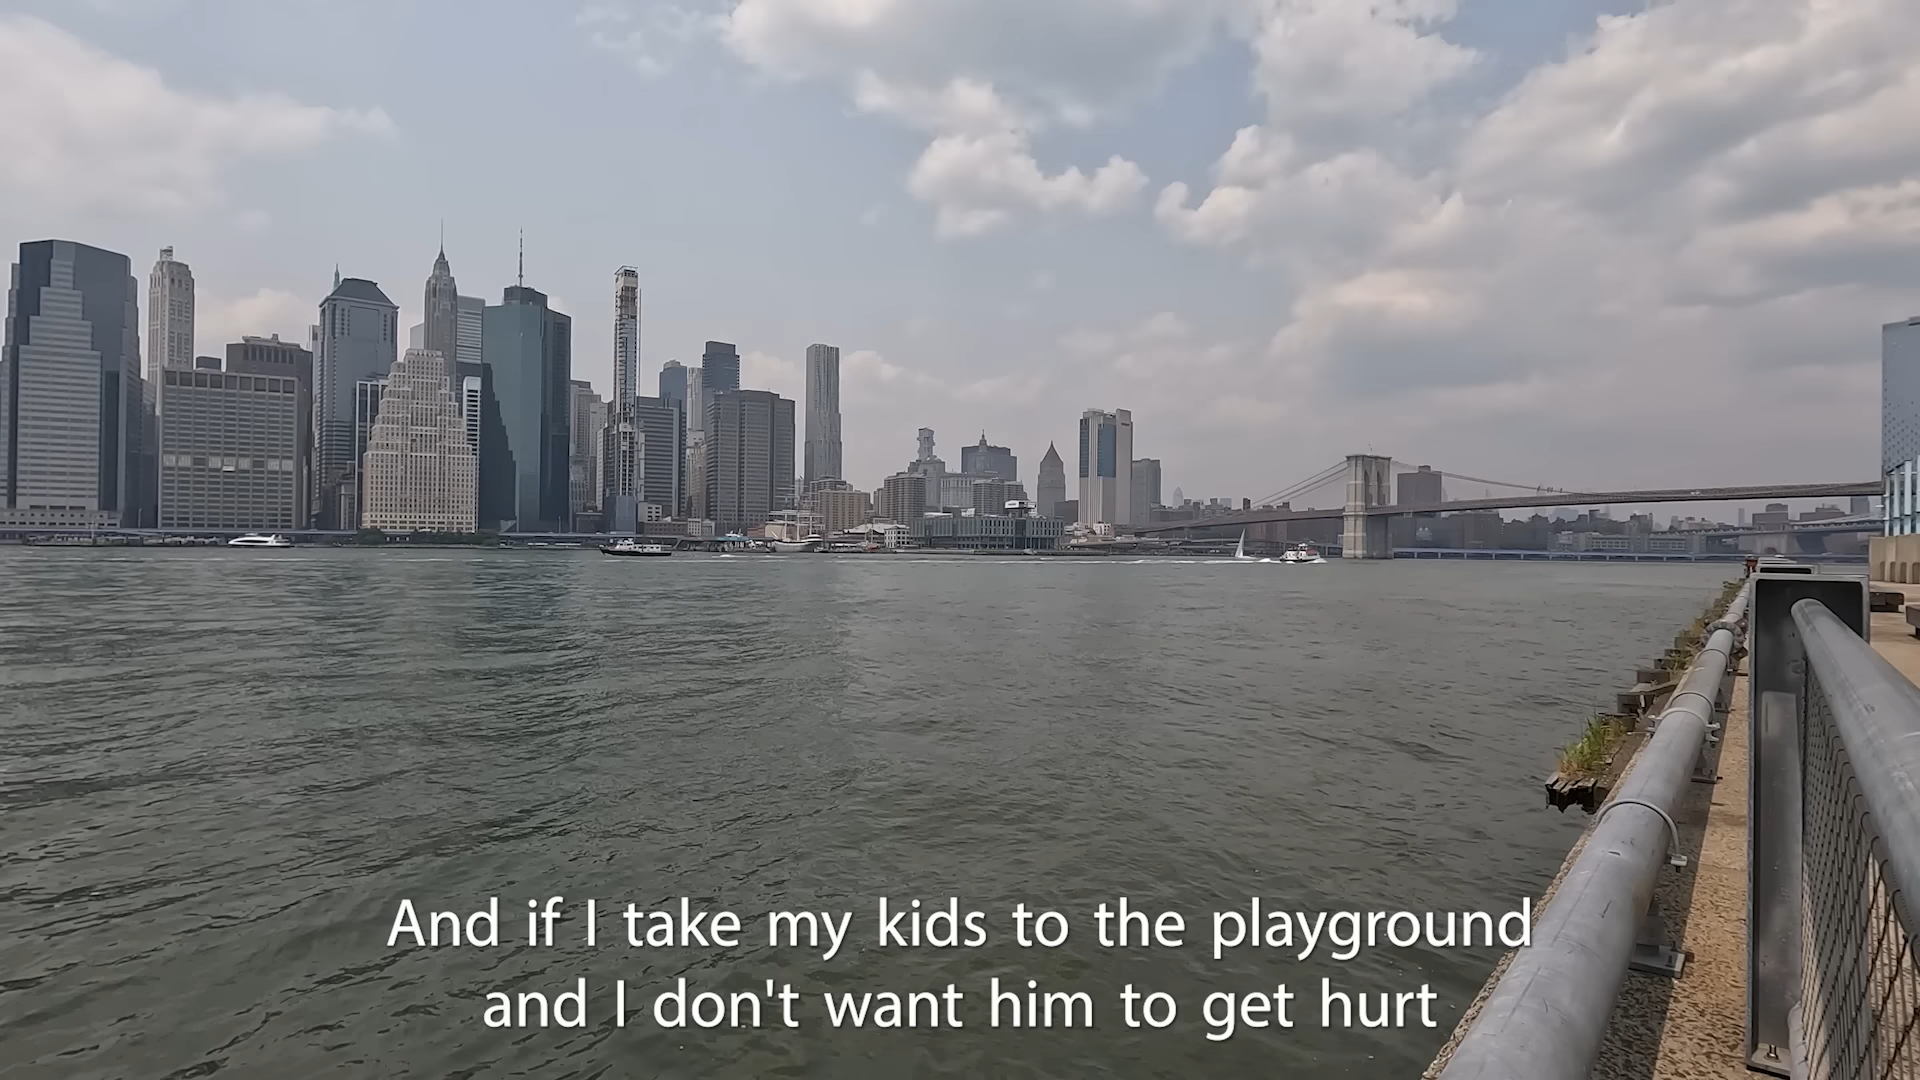 And if I take my kids to the playground
and I don't want him to get hurt